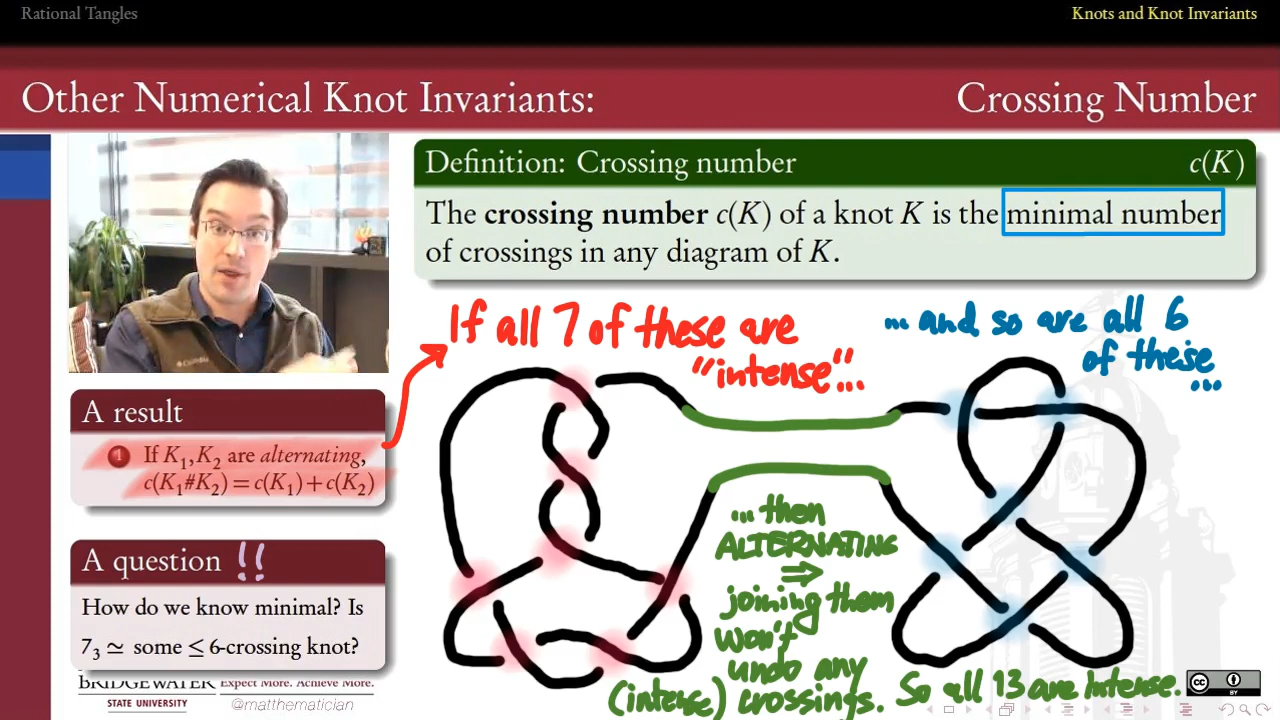 Rational Tangles
Knots and Knot Invariants
Other Numerical Knot Invariants:
Crossing Number
Definition: Crossing number
c(K)
The crossing number c(K) of a knot K is the minimal number
of crossings in any diagram of K.
If all 7 of these are
"intense"...
... and so are all 6
of these
...
A result
1 If K₁,K₂ are alternating,
c(K₁#K₂)=c(K₁)+c(K₂)
A question !!
How do we know minimal? Is
7₃ ≃ some ≤ 6-crossing knot?
... then
ALTERNATING
⇒
joining them
won't
undo any
(intense) crossings.
So all 13 are intense.
Columbia
BRIDGEWATER
STATE UNIVERSITY
Expect More. Achieve More.
@matthematician
CC BY